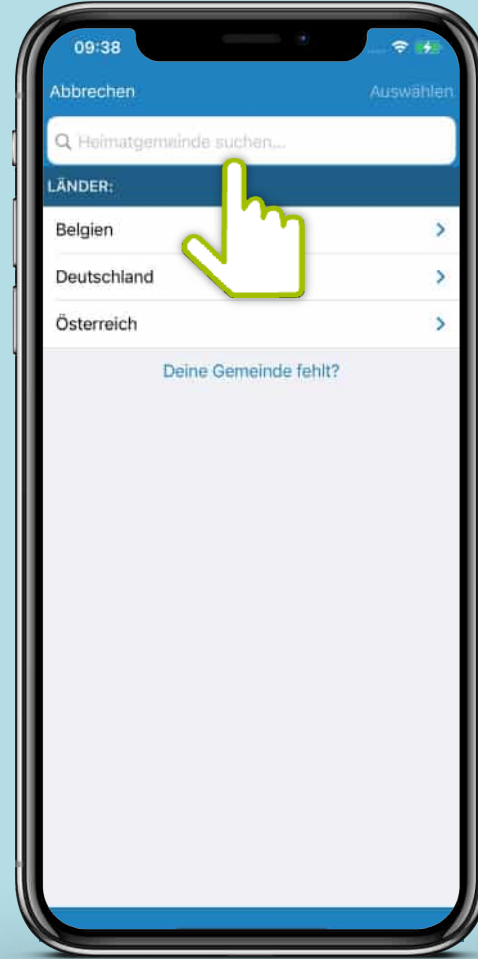 09:38
Abbrechen Auswählen
Heimatgemeinde suchen...
LÄNDER:
Belgien
Deutschland
Österreich
Deine Gemeinde fehlt?